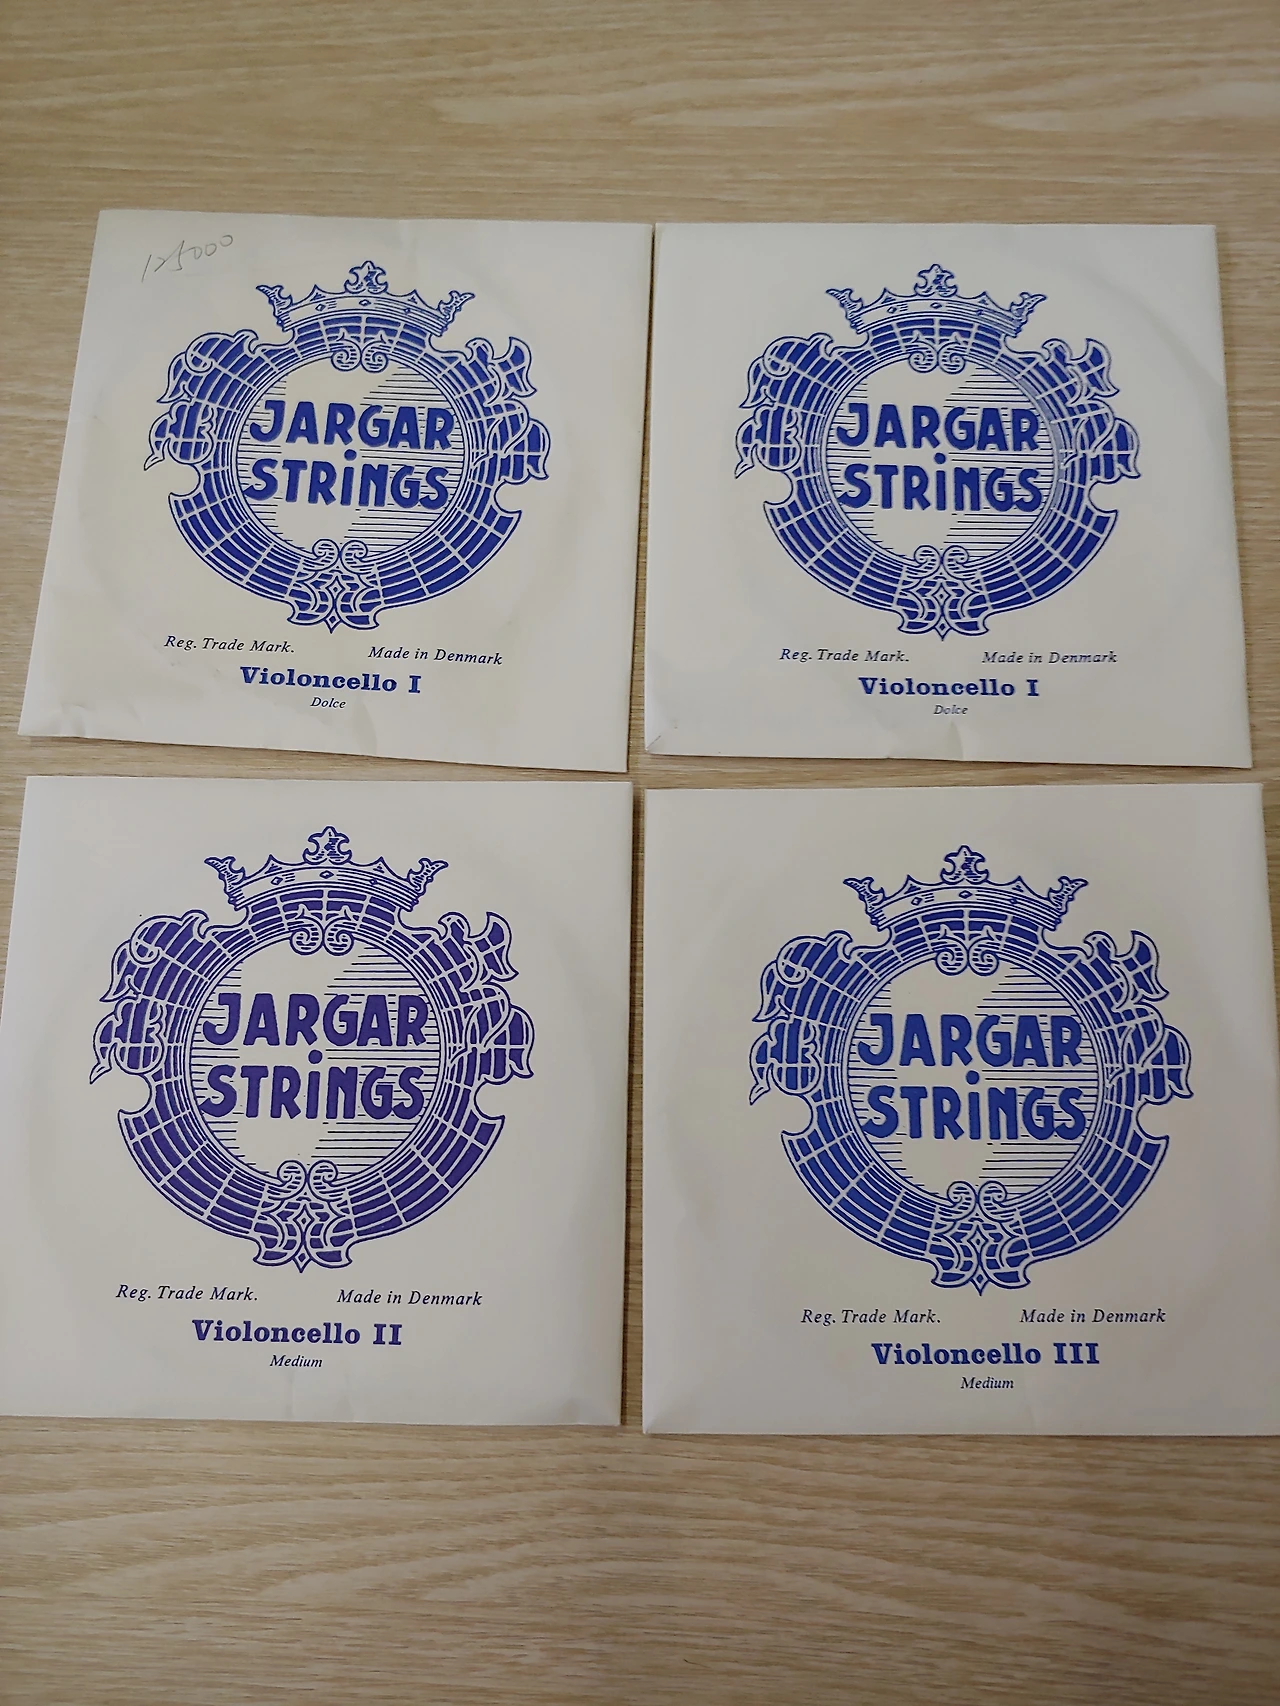 125000
JARGAR
STRiNGS
Reg. Trade Mark. Made in Denmark
Violoncello I
Dolce
JARGAR
STRiNGS
Reg. Trade Mark. Made in Denmark
Violoncello I
Dolce
JARGAR
STRiNGS
Reg. Trade Mark. Made in Denmark
Violoncello II
Medium
JARGAR
STRiNGS
Reg. Trade Mark. Made in Denmark
Violoncello III
Medium